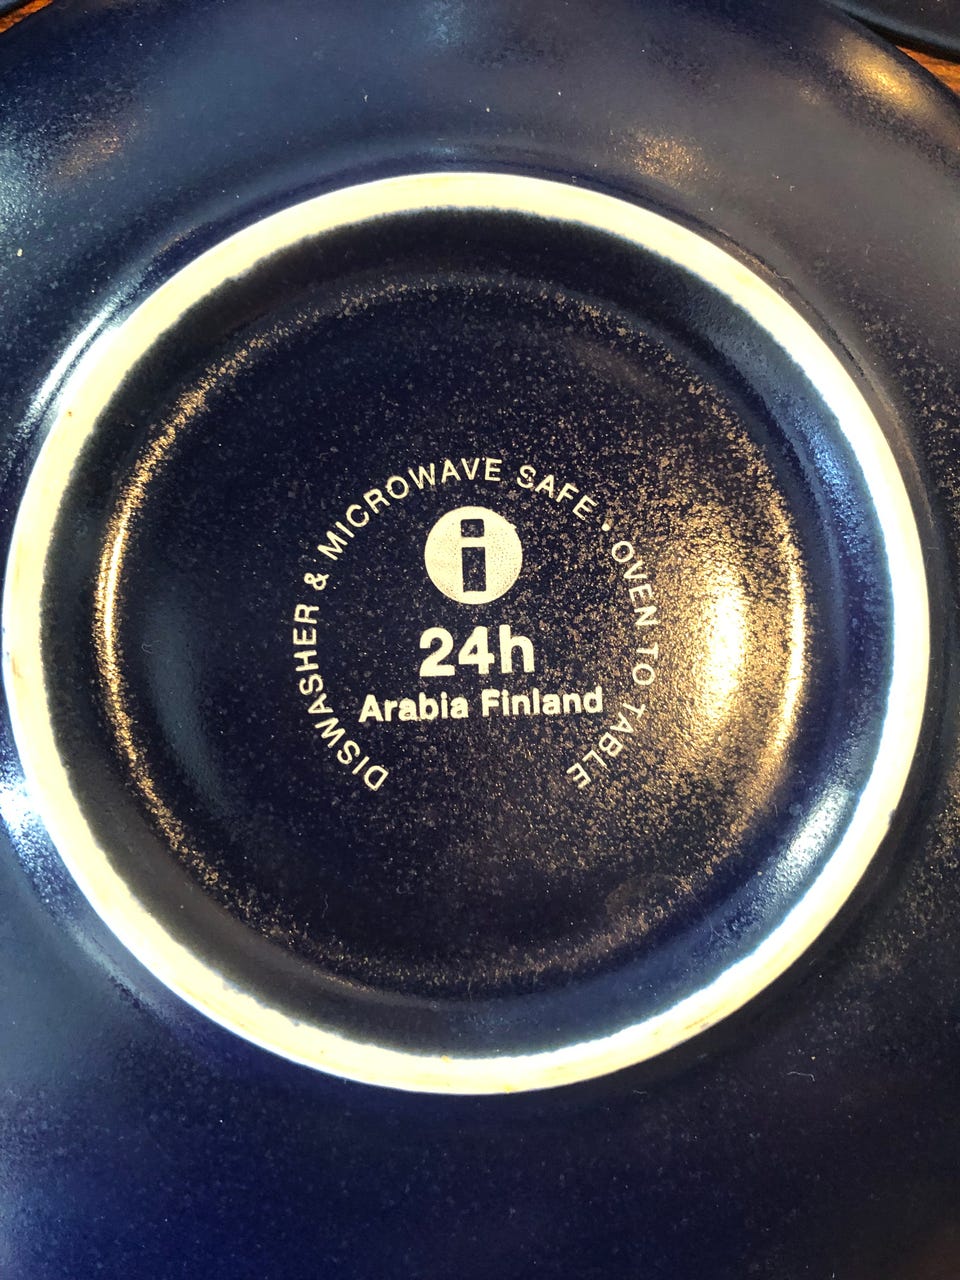 DISWASHER & MICROWAVE SAFE • OVEN TO TABLE
i
24h
Arabia Finland